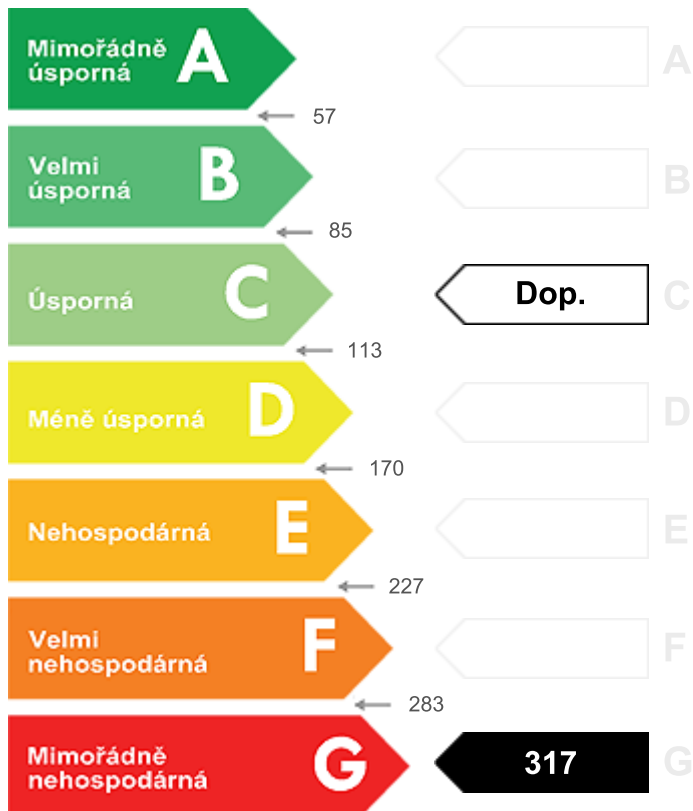 Mimořádně
úsporná
A
A
57
Velmi
úsporná
B
B
85
Úsporná
C
Dop.
C
113
Méně úsporná
D
D
170
Nehospodárná
E
E
227
Velmi
nehospodárná
F
F
283
Mimořádně
nehospodárná
G
317
G